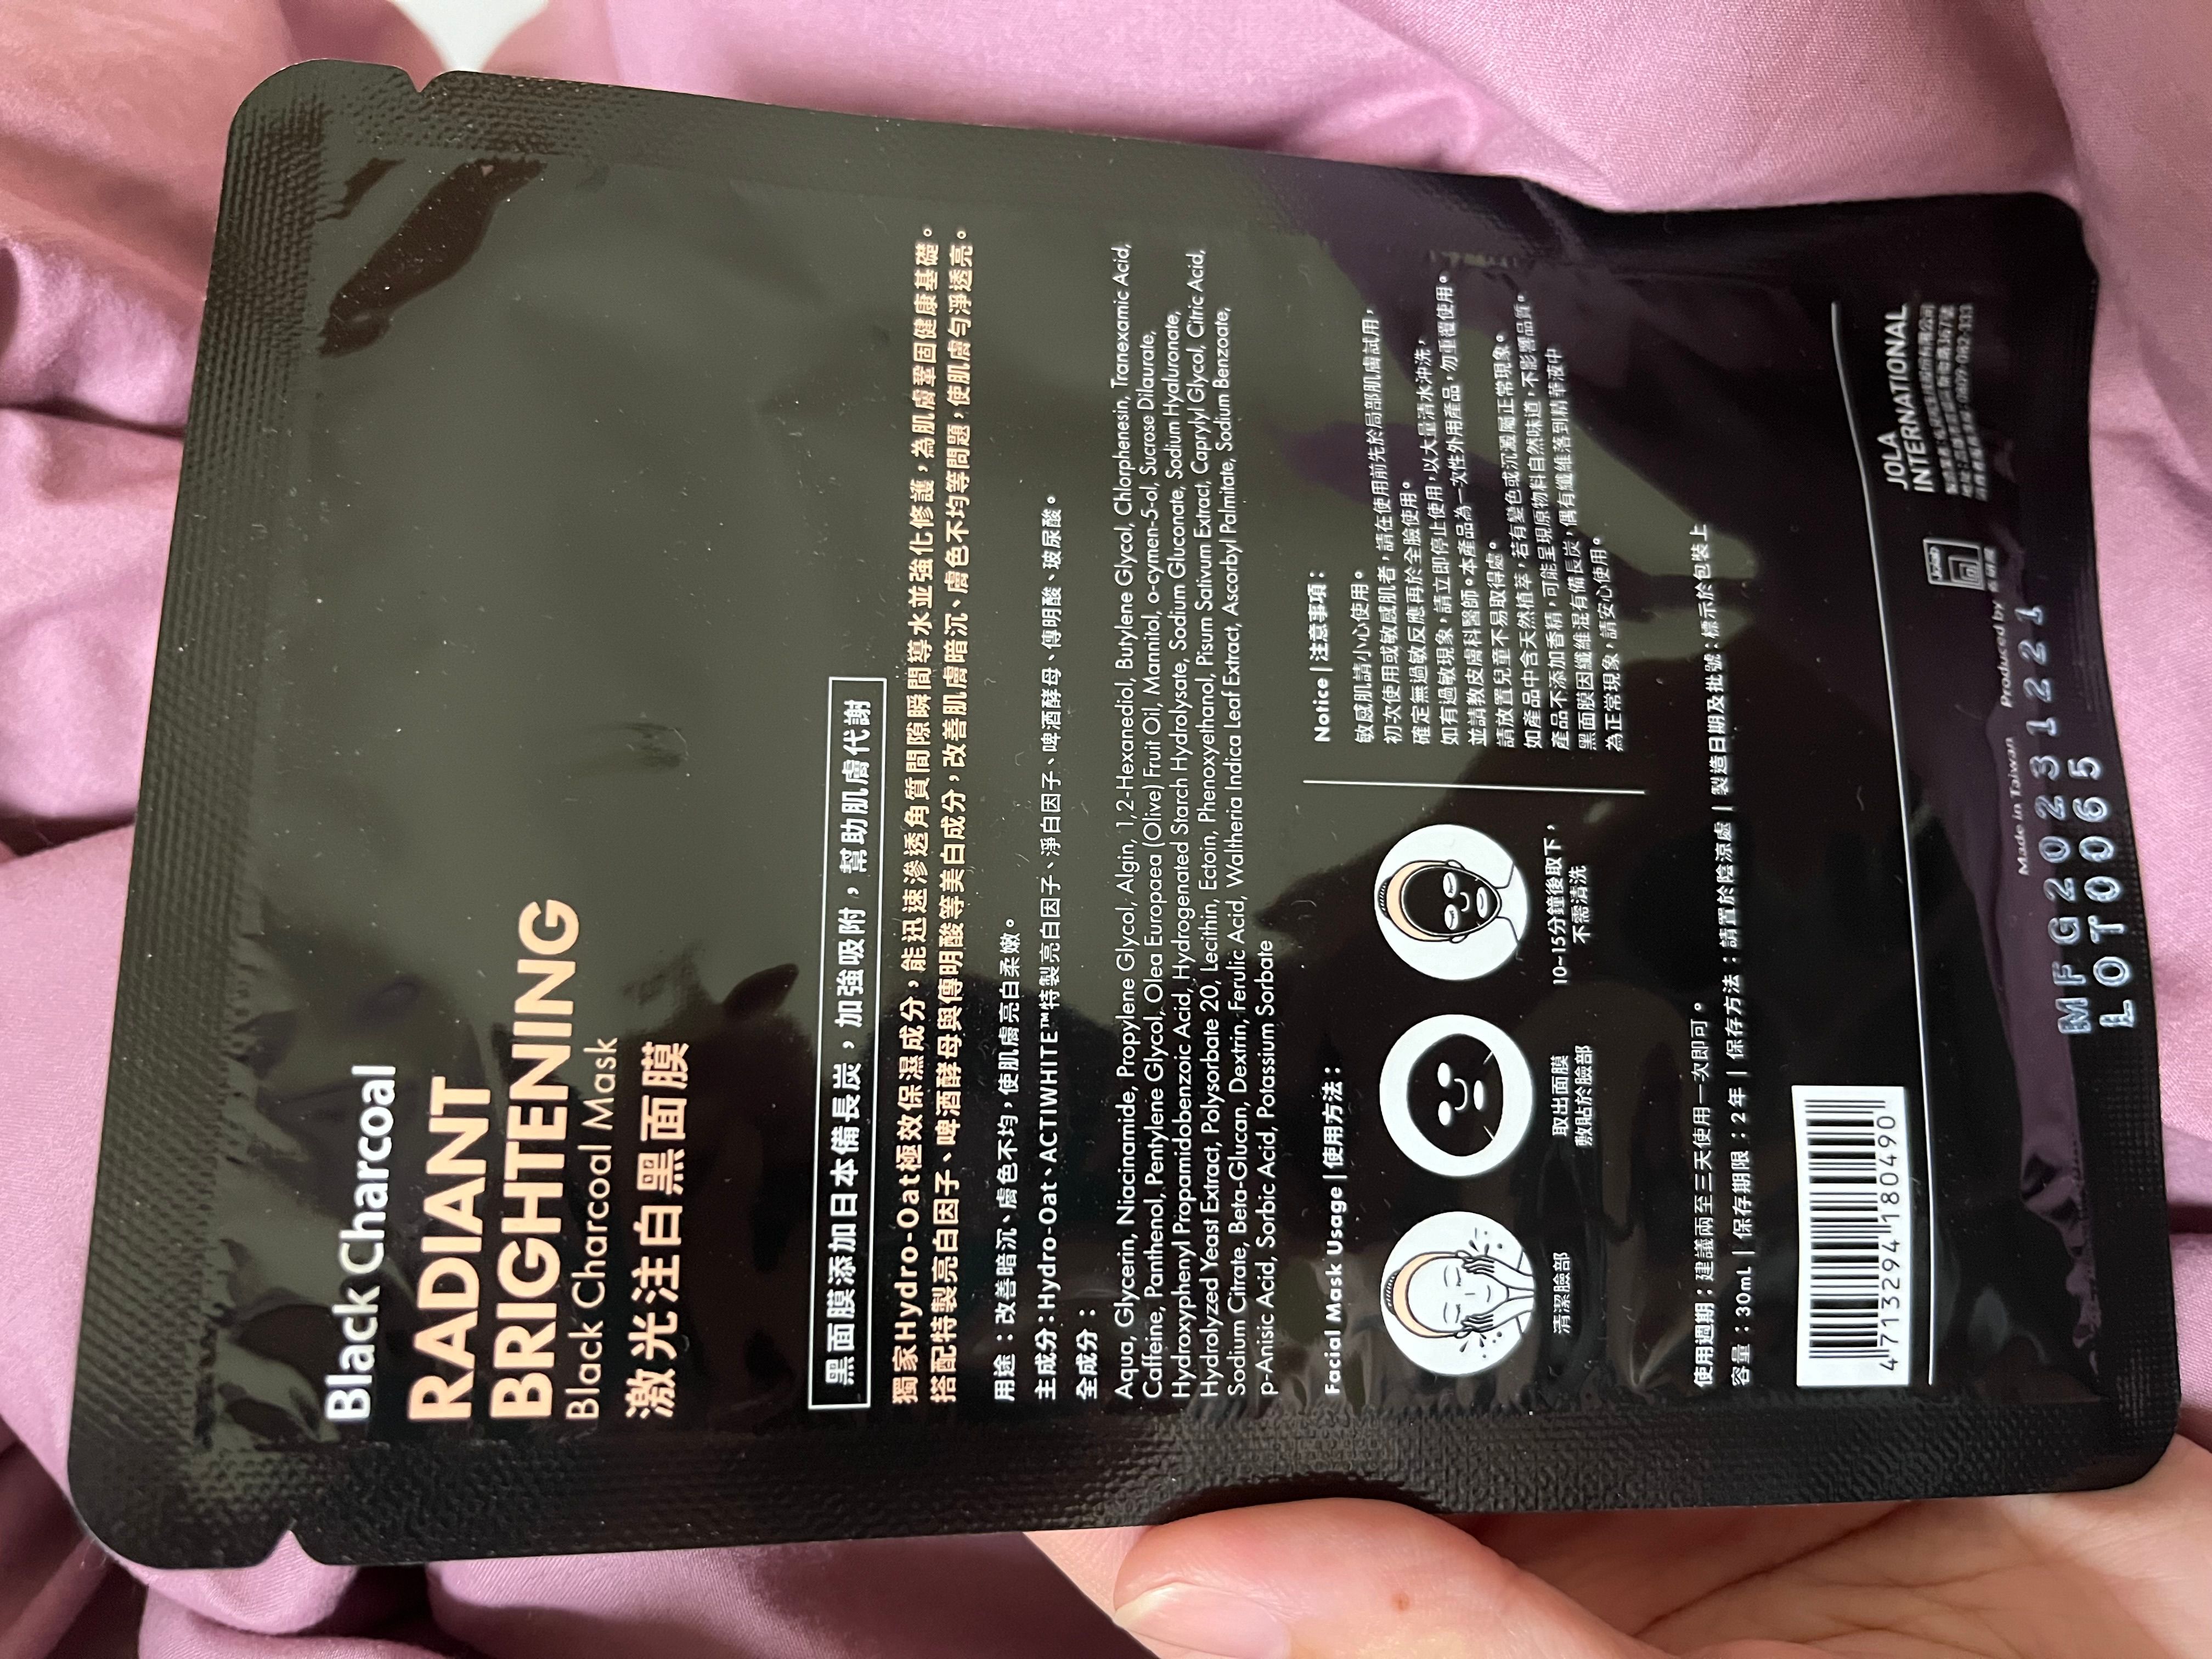 Black Charcoal
RADIANT
BRIGHTENING
Black Charcoal Mask
激光注白黑面膜
黑面膜添加日本備長炭，加強吸附，幫助肌膚代謝
獨家Hydro-Oat極效保濕成分，能迅速滲透角質間隙瞬間導水並強化修護，為肌膚鞏固健康基礎。
搭配特製亮白因子、啤酒酵母與傳明酸等美白成分，改善肌膚暗沉、膚色不均等問題，使肌膚勻淨透亮。
用途：改善暗沉、膚色不均，使肌膚亮白柔嫩。
主成分：Hydro-Oat、ACTIWHITE™特製亮白因子、淨白因子、啤酒酵母、傳明酸、玻尿酸。
全成分：
Aqua, Glycerin, Niacinamide, Propylene Glycol, Algin, 1,2-Hexanediol, Butylene Glycol, Chlorphenesin, Tranexamic Acid,
Caffeine, Panthenol, Pentylene Glycol, Olea Europaea (Olive) Fruit Oil, Mannitol, o-cymen-5-ol, Sucrose Dilaurate,
Hydroxyphenyl Propamidobenzoic Acid, Hydrogenated Starch Hydrolysate, Sodium Gluconate, Sodium Hyaluronate,
Hydrolyzed Yeast Extract, Polysorbate 20, Lecithin, Ectoin, Phenoxyethanol, Pisum Sativum Extract, Caprylyl Glycol, Citric Acid,
Sodium Citrate, Beta-Glucan, Dextrin, Ferulic Acid, Waltheria Indica Leaf Extract, Ascorbyl Palmitate, Sodium Benzoate,
p-Anisic Acid, Sorbic Acid, Potassium Sorbate
Facial Mask Usage | 使用方法：
清潔臉部
取出面膜
敷貼於臉部
10~15分鐘後取下，
不需清洗
Notice | 注意事項：
敏感肌請小心使用。
初次使用或敏感肌者，請在使用前先於局部肌膚試用，
確定無過敏反應再於全臉使用。
如有過敏現象，請立即停止使用，以大量清水沖洗，
並請教皮膚科醫師。本產品為一次性外用產品，勿重覆使用。
請放置兒童不易取得處。
如產品中含天然植萃，若有變色或沉澱屬正常現象。
產品不添加香精，可能呈現原物料自然味道，不影響品質。
黑面膜因纖維混有備長炭，偶有纖維落到精華液中
為正常現象，請安心使用。
使用週期：建議兩至三天使用一次即可。
容量：30mL | 保存期限：2年 | 保存方法：請置於陰涼處 | 製造日期及批號：標示於包裝上
4 713294 180490
JOLA
INTERNATIONAL
Made in Taiwan Produced by
MFG20231221
LOT0065